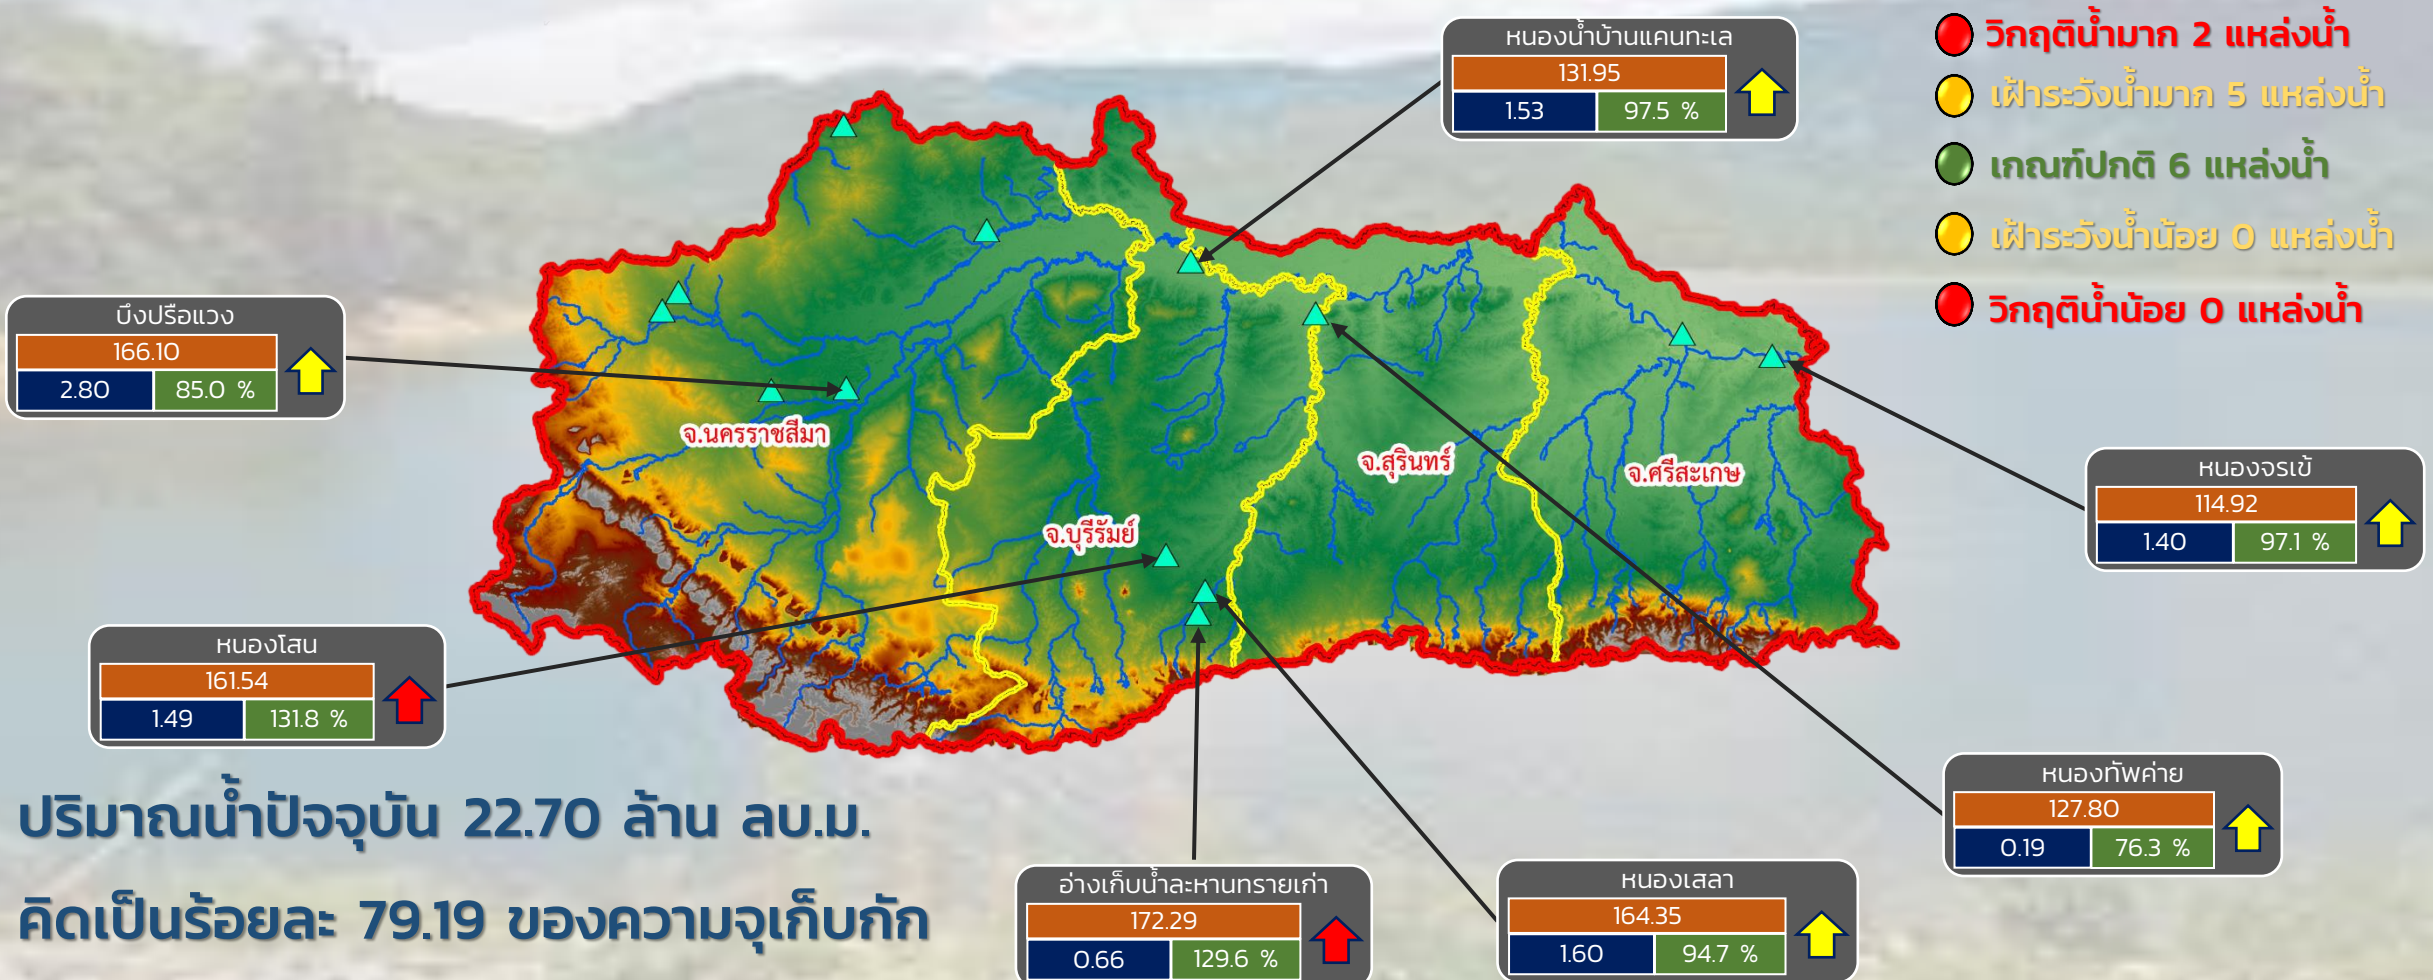 หนองน้ำบ้านแคนทะเล
131.95
1.53 97.5 %
วิกฤติน้ำมาก 2 แหล่งน้ำ
เฝ้าระวังน้ำมาก 5 แหล่งน้ำ
เกณฑ์ปกติ 6 แหล่งน้ำ
เฝ้าระวังน้ำน้อย 0 แหล่งน้ำ
วิกฤติน้ำน้อย 0 แหล่งน้ำ
บึงปรือแวง
166.10
2.80 85.0 %
จ.นครราชสีมา
จ.บุรีรัมย์
จ.สุรินทร์
จ.ศรีสะเกษ
หนองจรเข้
114.92
1.40 97.1 %
หนองโสน
161.54
1.49 131.8 %
หนองทัพค่าย
127.80
0.19 76.3 %
ปริมาณน้ำปัจจุบัน 22.70 ล้าน ลบ.ม.
คิดเป็นร้อยละ 79.19 ของความจุเก็บกัก
อ่างเก็บน้ำละหานทรายเก่า
172.29
0.66 129.6 %
หนองเสลา
164.35
1.60 94.7 %